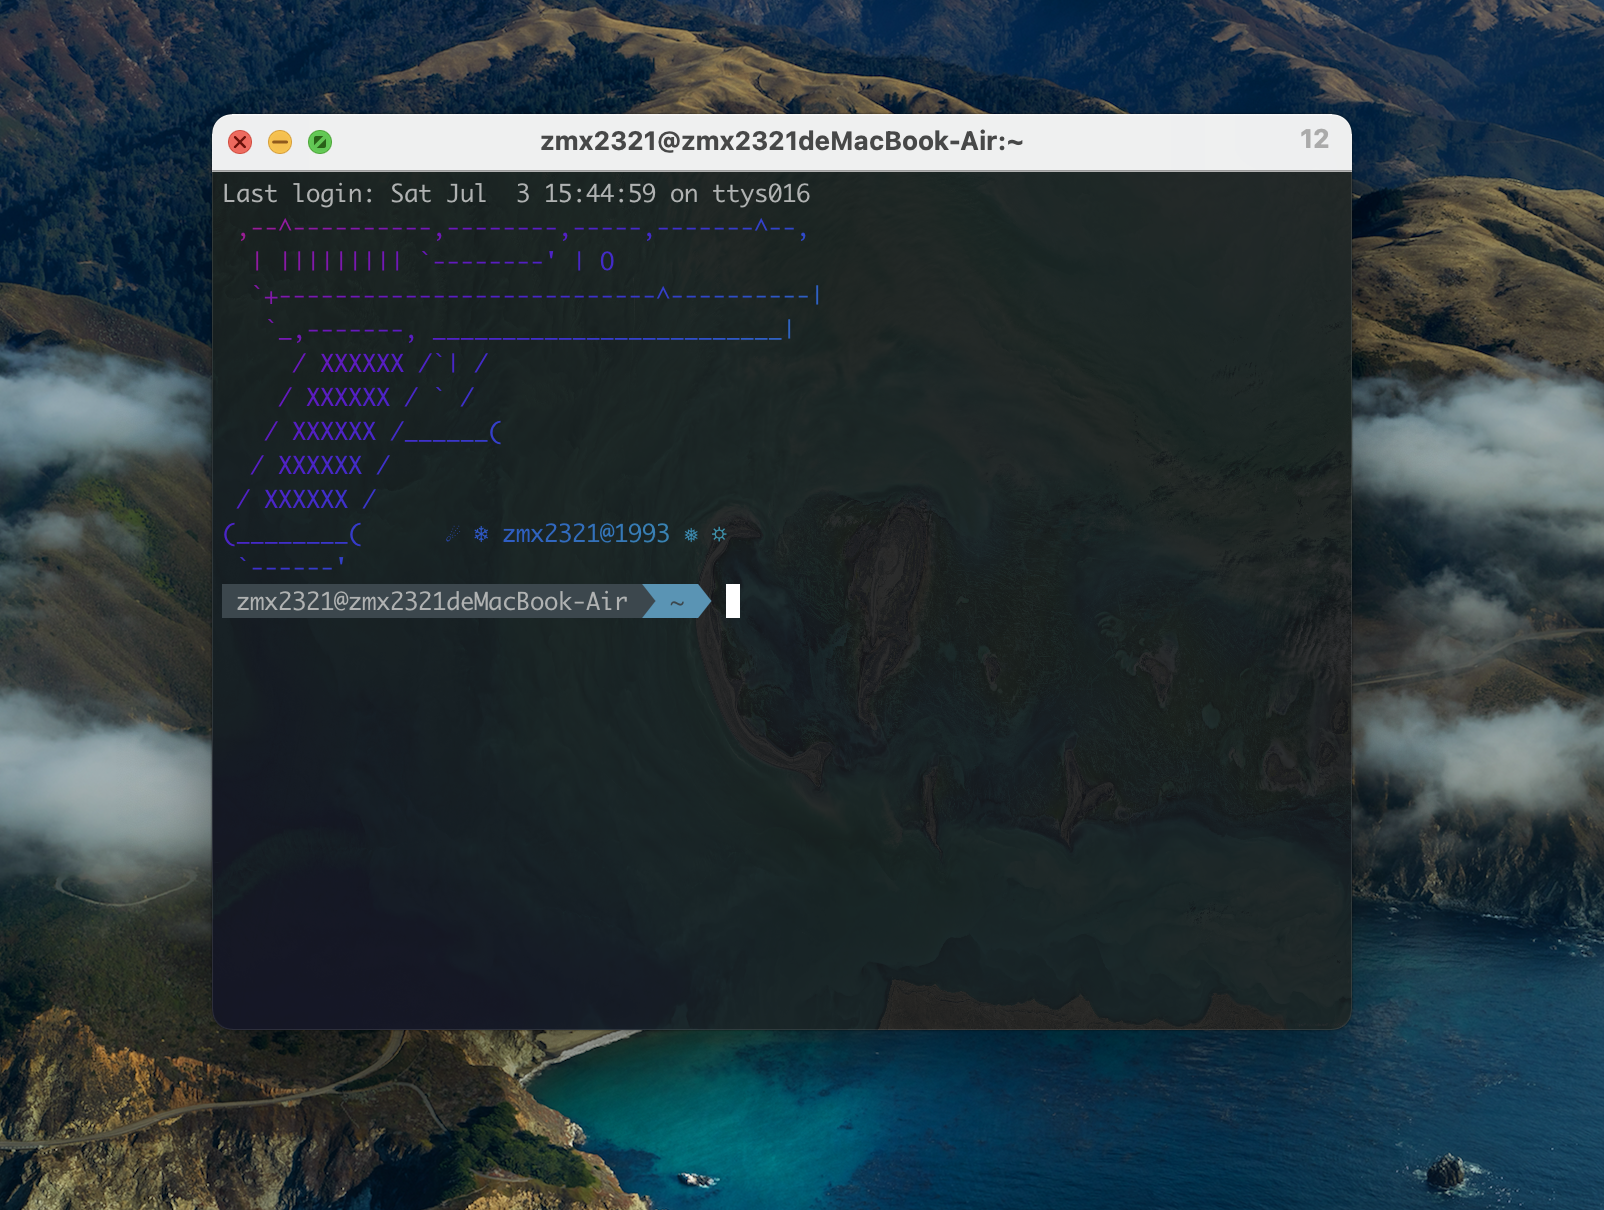 zmx2321@zmx2321deMacBook-Air:~ 12
Last login: Sat Jul  3 15:44:59 on ttys016
 ,--^----------,--------,-----,-------^--,
  | ||||||||| `--------' | O
  `+---------------------------^----------|
   `_,-------, _________________________|
     / XXXXXX /`| /
    / XXXXXX / ` /
   / XXXXXX /______(
  / XXXXXX /
 / XXXXXX /
(________(      ☄ ❄ zmx2321@1993 ❅ ☼
 `------'
zmx2321@zmx2321deMacBook-Air ~